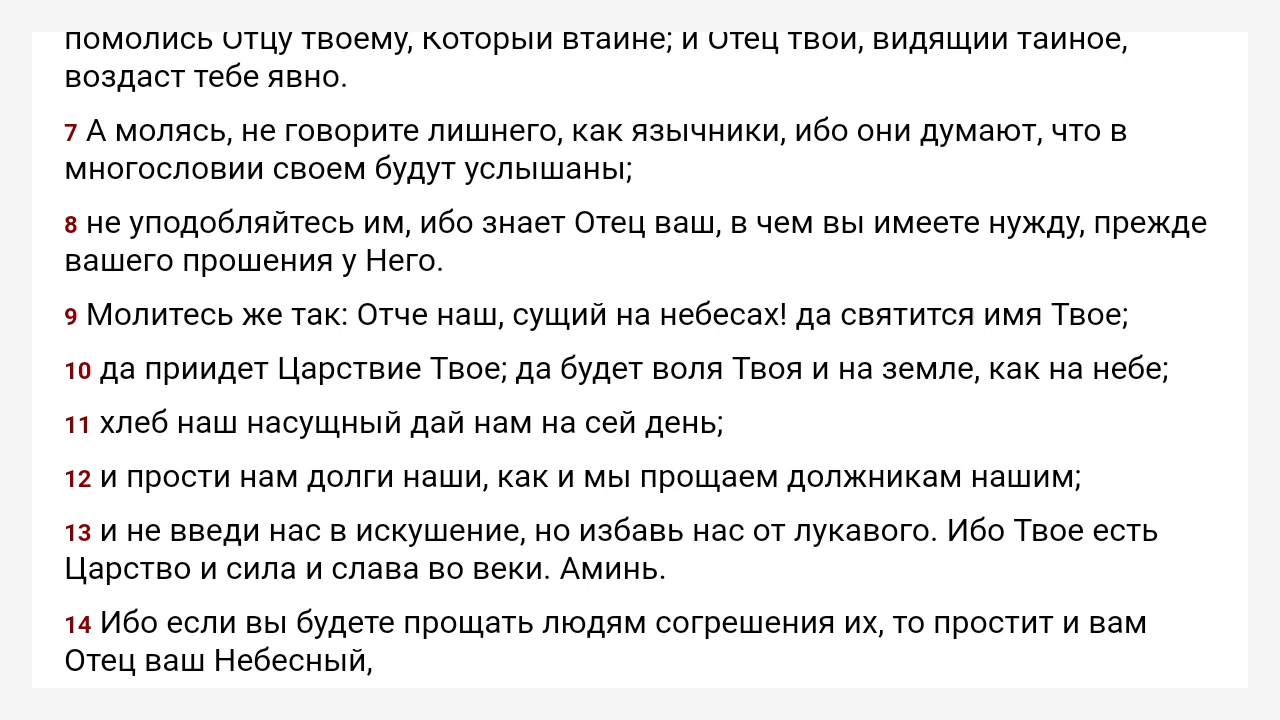 помолись Отцу твоему, Который втайне; и Отец твой, видящий тайное,
воздаст тебе явно.
7 А молясь, не говорите лишнего, как язычники, ибо они думают, что в
многословии своем будут услышаны;
8 не уподобляйтесь им, ибо знает Отец ваш, в чем вы имеете нужду, прежде
вашего прошения у Него.
9 Молитесь же так: Отче наш, сущий на небесах! да святится имя Твое;
10 да приидет Царствие Твое; да будет воля Твоя и на земле, как на небе;
11 хлеб наш насущный дай нам на сей день;
12 и прости нам долги наши, как и мы прощаем должникам нашим;
13 и не введи нас в искушение, но избавь нас от лукавого. Ибо Твое есть
Царство и сила и слава во веки. Аминь.
14 Ибо если вы будете прощать людям согрешения их, то простит и вам
Отец ваш Небесный,